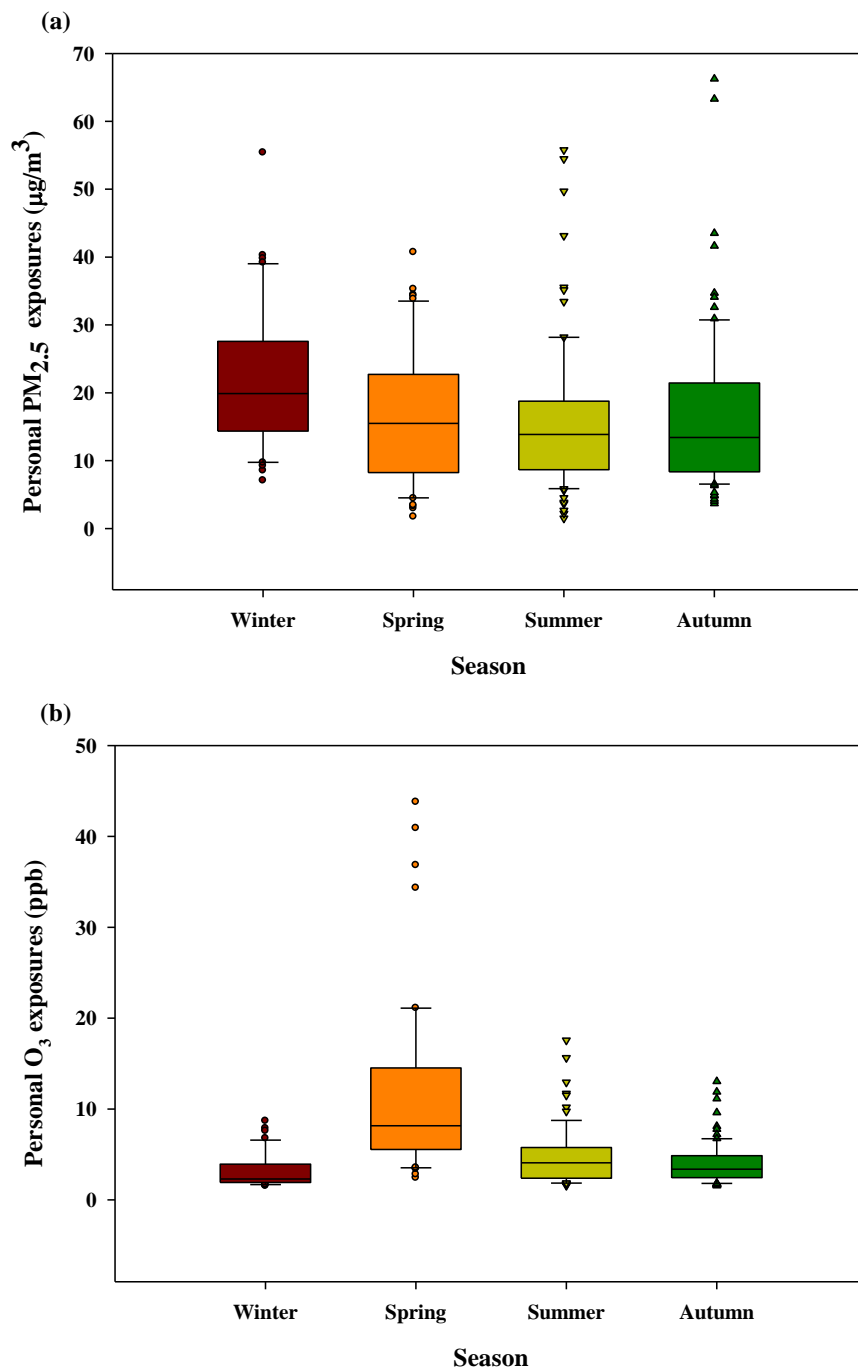 (a)
Personal PM2.5 exposures (μg/m³)
70
60
50
40
30
20
10
0
Winter Spring Summer Autumn
Season
(b)
Personal O3 exposures (ppb)
50
40
30
20
10
0
Winter Spring Summer Autumn
Season